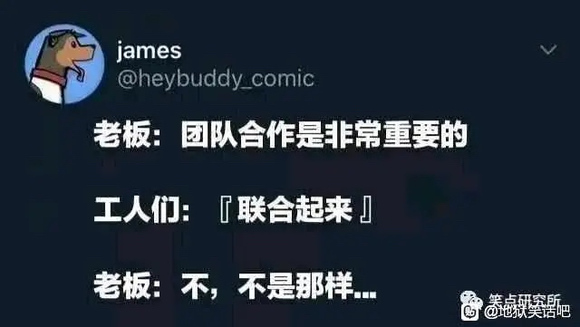 james
@heybuddy_comic
老板：团队合作是非常重要的
工人们：『联合起来』
老板：不，不是那样...
笑点研究所
@地狱笑话吧